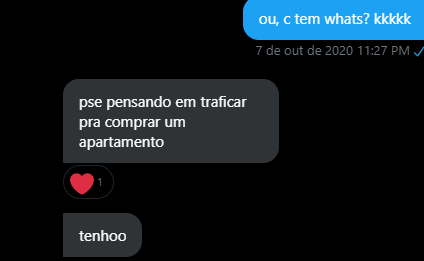 ou, c tem whats? kkkkk
7 de out de 2020 11:27 PM
pse pensando em traficar
pra comprar um
apartamento
1
tenhoo